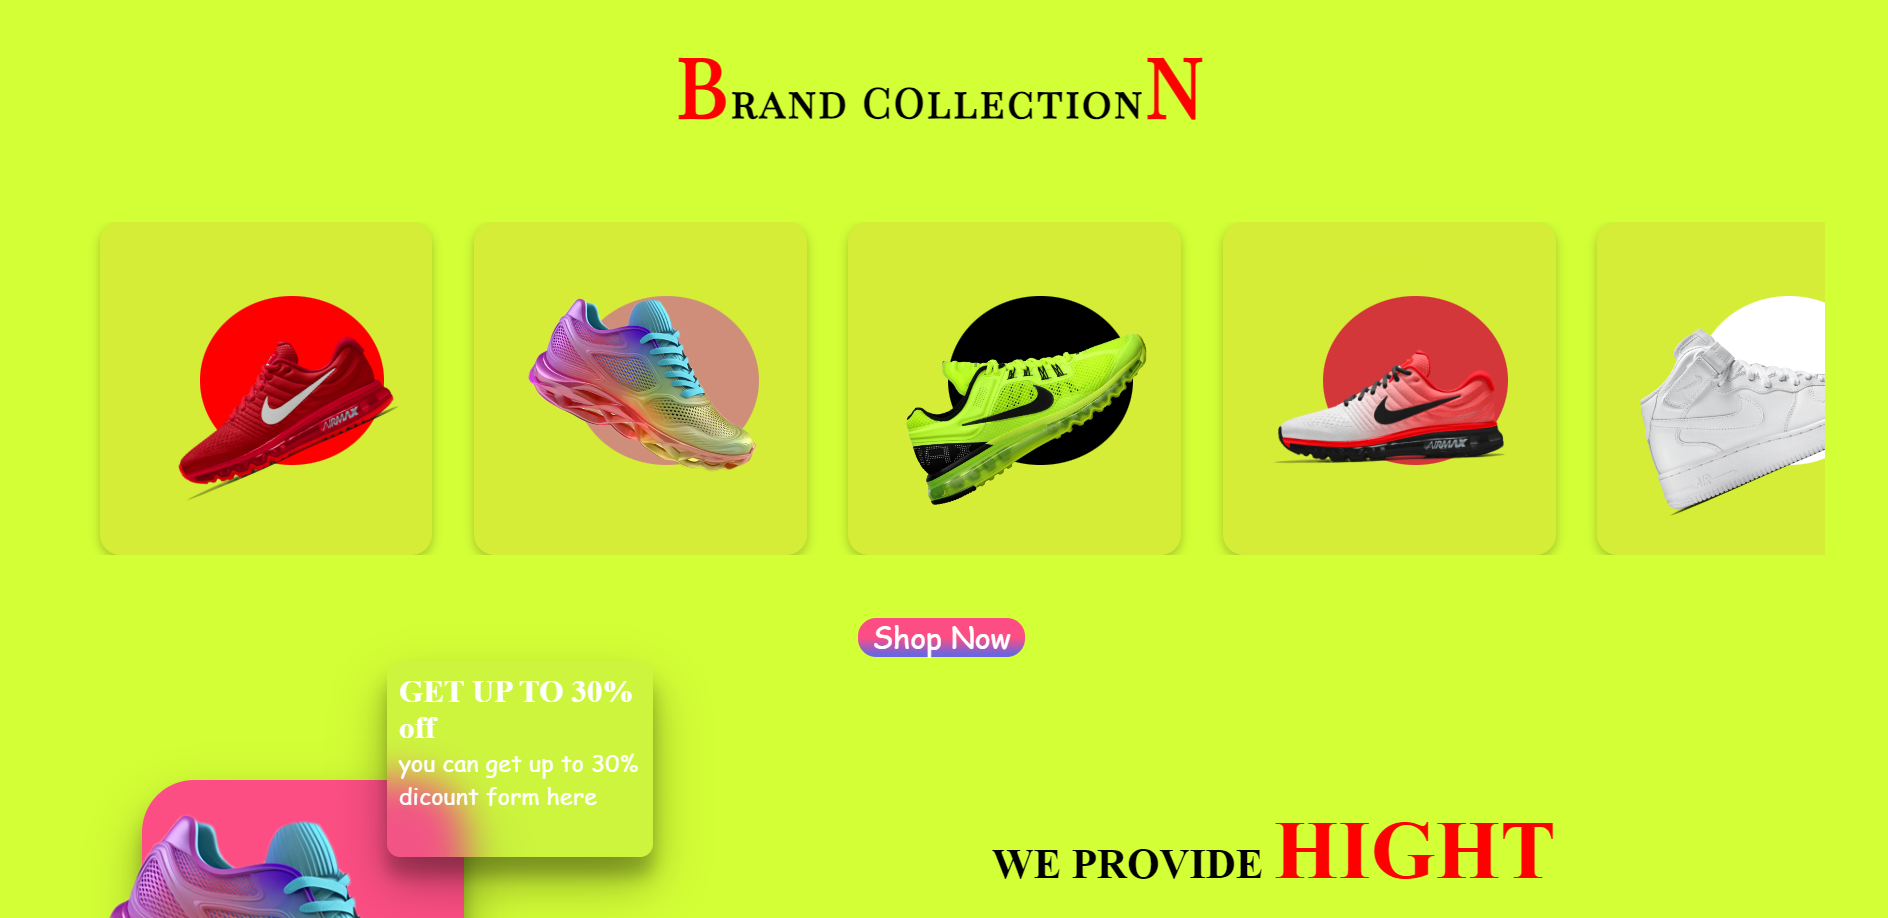 BRAND COLLECTIONN
AIRMAX
AIRMAX
AIR
Shop Now
GET UP TO 30%
off
you can get up to 30%
dicount form here
WE PROVIDE HIGHT